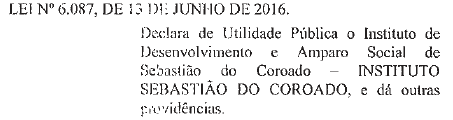 LEI Nº 6.087, DE 13 DE JUNHO DE 2016.
Declara de Utilidade Pública o Instituto de
Desenvolvimento e Amparo Social de
Sebastião do Coroado – INSTITUTO
SEBASTIÃO DO COROADO, e dá outras
providências.